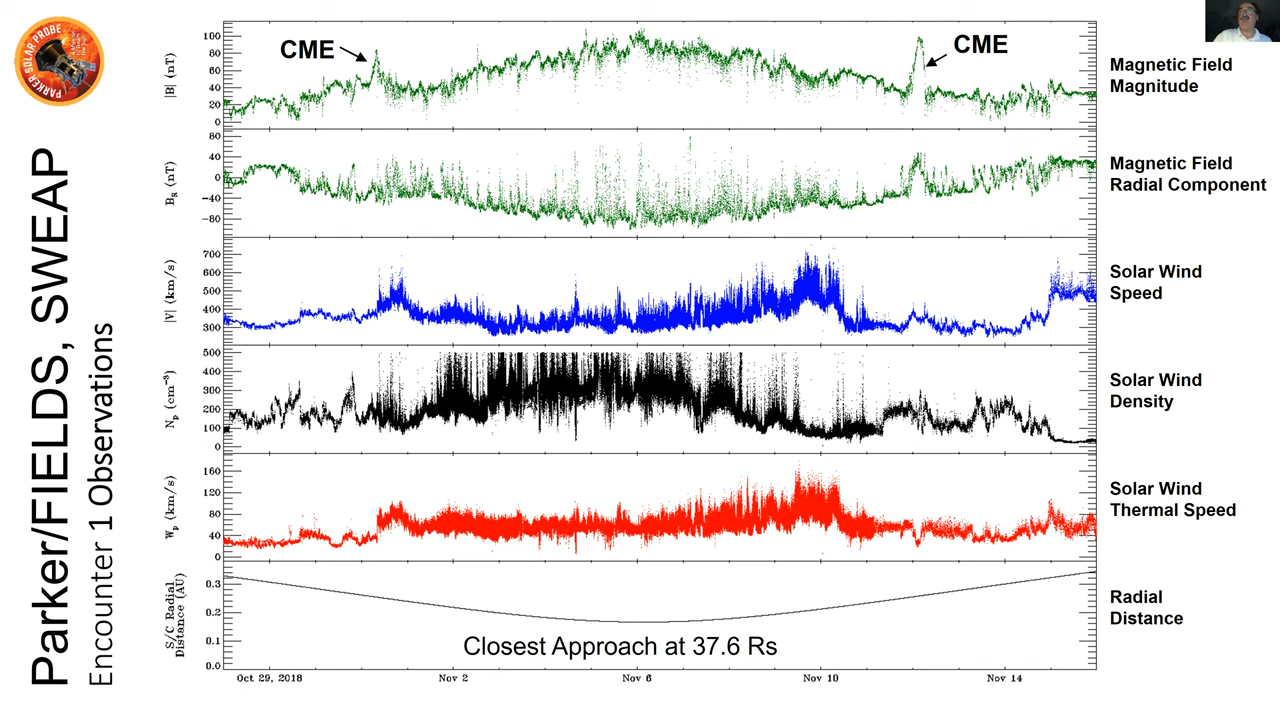 PARKER SOLAR PROBE
Parker/FIELDS, SWEAP
Encounter 1 Observations
CME
CME
|B| (nT)
100
80
60
40
20
0
Magnetic Field
Magnitude
B_R (nT)
80
40
0
-40
-80
Magnetic Field
Radial Component
|V| (km/s)
700
600
500
400
300
Solar Wind
Speed
N_p (cm⁻³)
500
400
300
200
100
0
Solar Wind
Density
W_p (km/s)
160
120
80
40
0
Solar Wind
Thermal Speed
S/C Radial
Distance (AU)
0.3
0.2
0.1
0.0
Closest Approach at 37.6 Rs
Radial
Distance
Oct 29, 2018
Nov 2
Nov 6
Nov 10
Nov 14